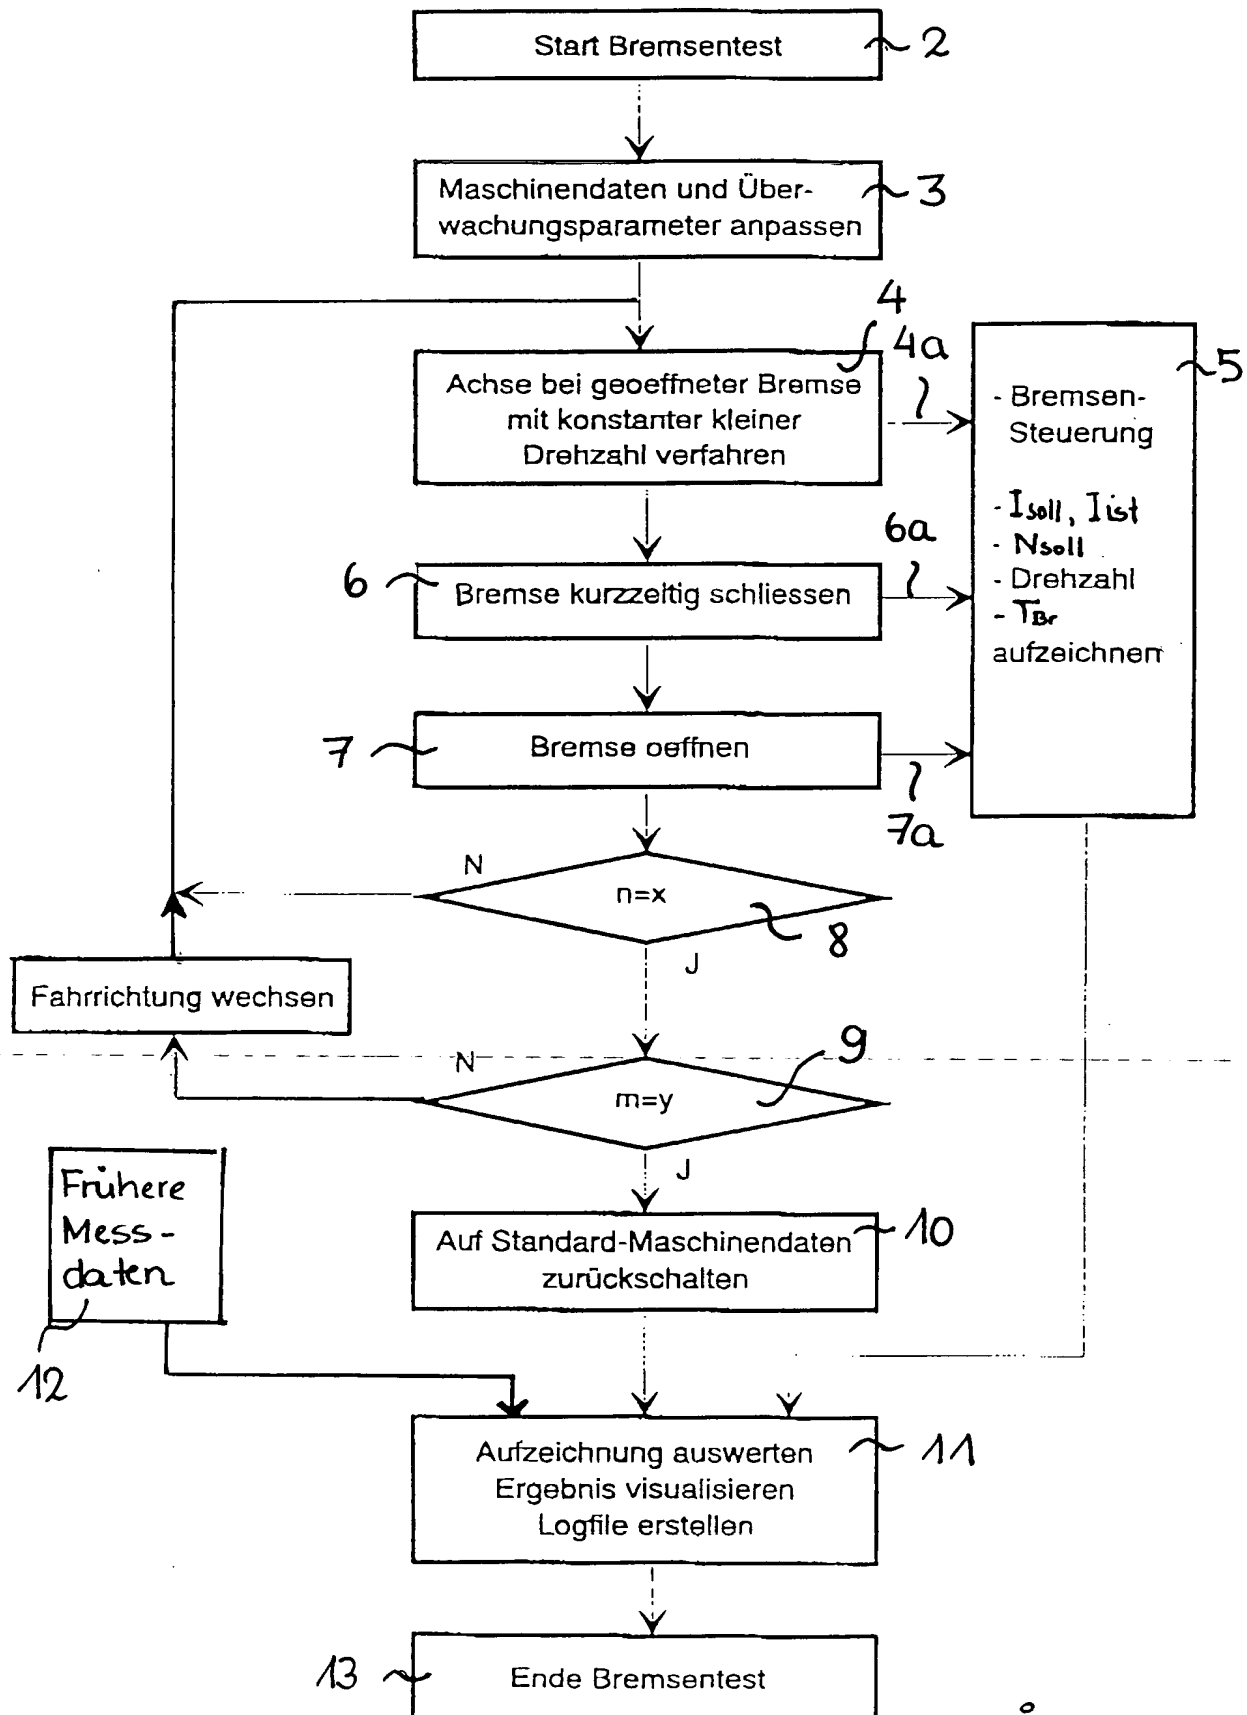 Start Bremsentest
2
Maschinendaten und Über-
wachungsparameter anpassen
3
4
4a
Achse bei geoeffneter Bremse
mit konstanter kleiner
Drehzahl verfahren
5
- Bremsen-
Steuerung
- Isoll, Iist
- Nsoll
- Drehzahl
- TBr
aufzeichnen
6
Bremse kurzzeitig schliessen
6a
7
Bremse oeffnen
7a
N
n=x
8
J
Fahrrichtung wechsen
N
m=y
9
J
Frühere
Mess-
daten
12
Auf Standard-Maschinendaten
zurückschalten
10
Aufzeichnung auswerten
Ergebnis visualisieren
Logfile erstellen
11
13
Ende Bremsentest